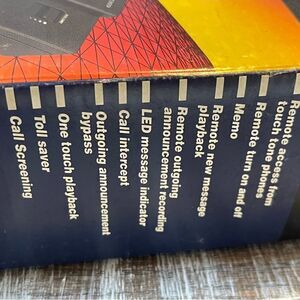 Remote access from
touch tone phones
Remote turn on and off
Memo
Remote new message
playback
Remote outgoing
announcement recording
LED message indicator
Call intercept
Outgoing announcement
bypass
One touch playback
Toll saver
Call Screening